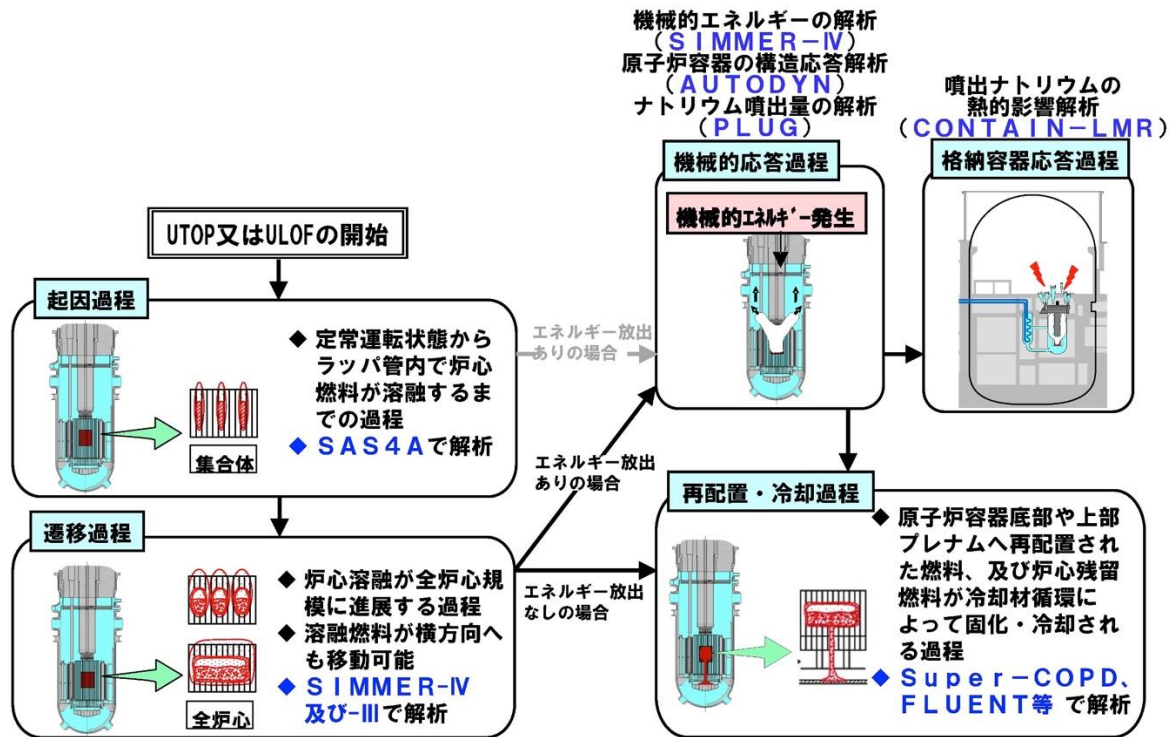 機械的エネルギーの解析
（ＳＩＭＭＥＲ－Ⅳ）
原子炉容器の構造応答解析
（ＡＵＴＯＤＹＮ）
ナトリウム噴出量の解析
（ＰＬＵＧ）
噴出ナトリウムの
熱的影響解析
（ＣＯＮＴＡＩＮ－ＬＭＲ）
機械的応答過程
機械的ｴﾈﾙｷﾞｰ発生
格納容器応答過程
UTOP又はULOFの開始
起因過程
◆ 定常運転状態から
ラッパ管内で炉心
燃料が溶融するま
での過程
◆ ＳＡＳ４Ａで解析
集合体
エネルギー放出
ありの場合
エネルギー放出
ありの場合
遷移過程
◆ 炉心溶融が全炉心規
模に進展する過程
◆ 溶融燃料が横方向へ
も移動可能
◆ ＳＩＭＭＥＲ-Ⅳ
及び-Ⅲで解析
全炉心
エネルギー放出
なしの場合
再配置・冷却過程
◆ 原子炉容器底部や上部
プレナムへ再配置され
た燃料、及び炉心残留
燃料が冷却材循環に
よって固化・冷却され
る過程
◆ Ｓｕｐｅｒ－ＣＯＰＤ、
ＦＬＵＥＮＴ等 で解析